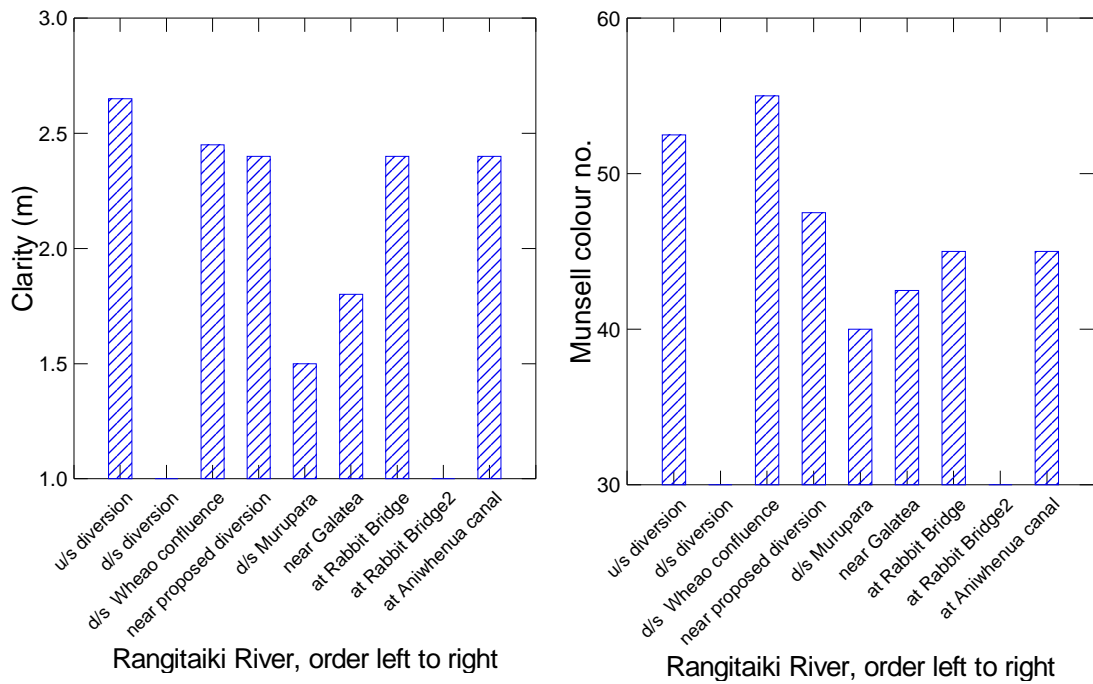 3.0
2.5
2.0
1.5
1.0
Clarity (m)
u/s diversion
d/s diversion
d/s  Wheao confluence
near proposed diversion
d/s Murupara
near Galatea
at Rabbit Bridge
at Rabbit Bridge2
at Aniwhenua canal
Rangitaiki River, order left to right
60
50
40
30
Munsell colour no.
u/s diversion
d/s diversion
d/s  Wheao confluence
near proposed diversion
d/s Murupara
near Galatea
at Rabbit Bridge
at Rabbit Bridge2
at Aniwhenua canal
Rangitaiki River, order left to right